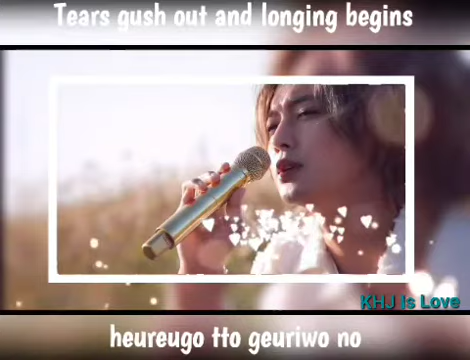 Tears gush out and longing begins
KHJ Is Love
heureugo tto geuriwo no